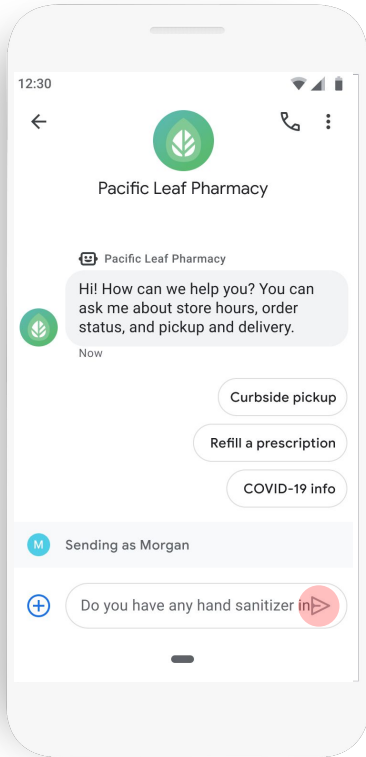 12:30
Pacific Leaf Pharmacy
Pacific Leaf Pharmacy
Hi! How can we help you? You can
ask me about store hours, order
status, and pickup and delivery.
Now
Curbside pickup
Refill a prescription
COVID-19 info
M
Sending as Morgan
Do you have any hand sanitizer in